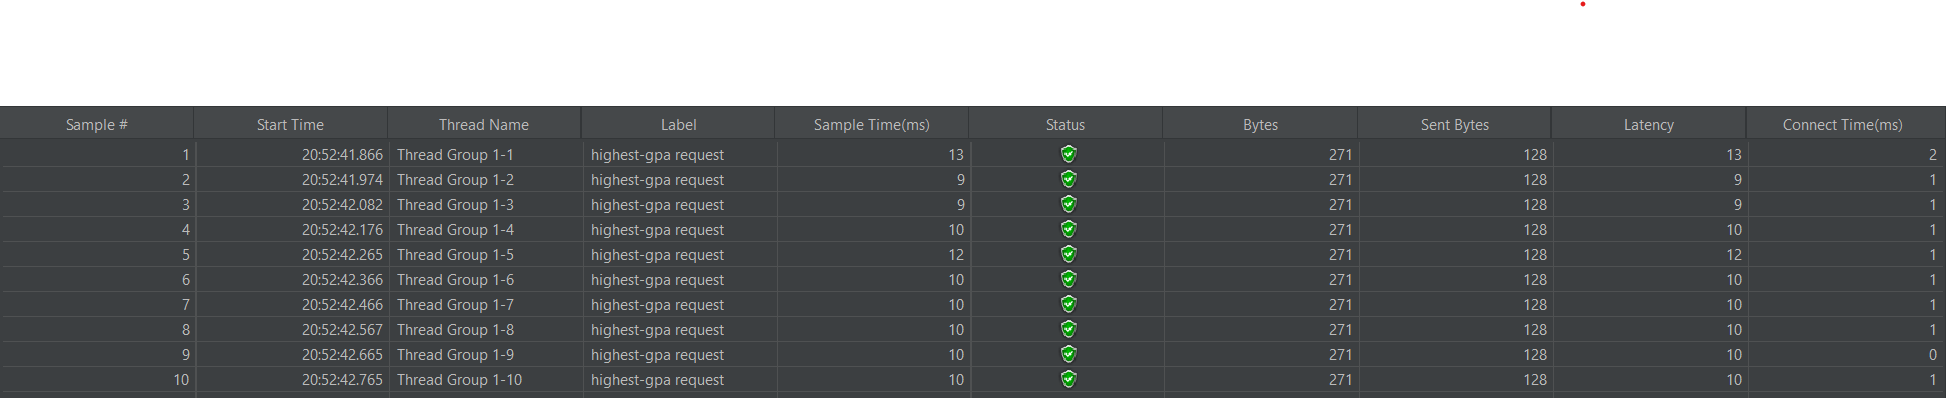 Sample # Start Time Thread Name Label Sample Time(ms) Status Bytes Sent Bytes Latency Connect Time(ms)
1 20:52:41.866 Thread Group 1-1 highest-gpa request 13 271 128 13 2
2 20:52:41.974 Thread Group 1-2 highest-gpa request 9 271 128 9 1
3 20:52:42.082 Thread Group 1-3 highest-gpa request 9 271 128 9 1
4 20:52:42.176 Thread Group 1-4 highest-gpa request 10 271 128 10 1
5 20:52:42.265 Thread Group 1-5 highest-gpa request 12 271 128 12 1
6 20:52:42.366 Thread Group 1-6 highest-gpa request 10 271 128 10 1
7 20:52:42.466 Thread Group 1-7 highest-gpa request 10 271 128 10 1
8 20:52:42.567 Thread Group 1-8 highest-gpa request 10 271 128 10 1
9 20:52:42.665 Thread Group 1-9 highest-gpa request 10 271 128 10 0
10 20:52:42.765 Thread Group 1-10 highest-gpa request 10 271 128 10 1